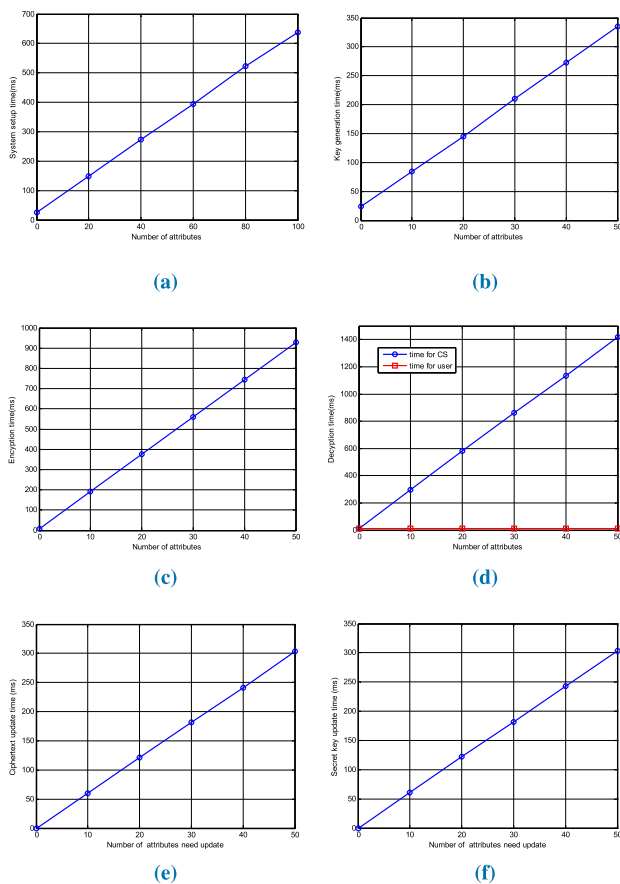 700
600
500
400
300
200
100
0
System setup time(ms)
0 20 40 60 80 100
Number of attributes
(a)
350
300
250
200
150
100
50
0
Key generation time(ms)
0 10 20 30 40 50
Number of attributes
(b)
1000
900
800
700
600
500
400
300
200
100
0
Encyption time(ms)
0 10 20 30 40 50
Number of attributes
(c)
1400
1200
1000
800
600
400
200
0
Decyption time(ms)
time for CS
time for user
0 10 20 30 40 50
Number of attributes
(d)
350
300
250
200
150
100
50
0
Ciphertext update time (ms)
0 10 20 30 40 50
Number of attributes need update
(e)
350
300
250
200
150
100
50
0
Secret key update time (ms)
0 10 20 30 40 50
Number of attributes need update
(f)